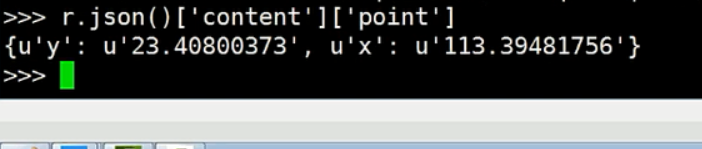 >>> r.json()['content']['point']
{u'y': u'23.40800373', u'x': u'113.39481756'}
>>>